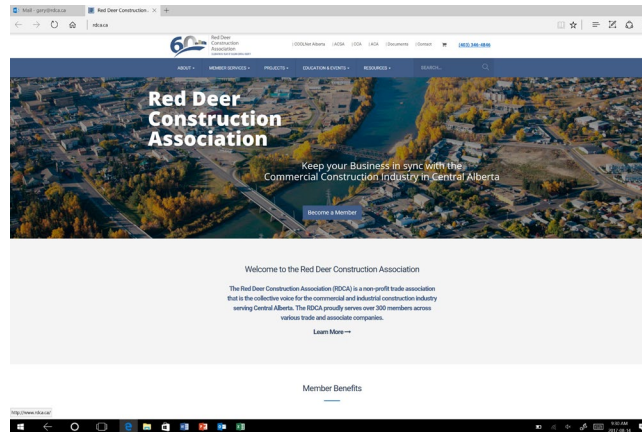 Mail - gary@rdca.ca
Red Deer Construction
rdca.ca
60
Red Deer
Construction
Association
COOLNet Alberta
ACSA
CCA
ACA
Documents
Contact
(403) 346-4846
ABOUT
MEMBER SERVICES
PROJECTS
EDUCATION & EVENTS
RESOURCES
SEARCH...
Red Deer
Construction
Association
Keep your Business in sync with the
Commercial Construction Industry in Central Alberta
Become a Member
Welcome to the Red Deer Construction Association
The Red Deer Construction Association (RDCA) is a non-profit trade association
that is the collective voice for the commercial and industrial construction industry
serving Central Alberta. The RDCA proudly serves over 300 members across
various trade and associate companies.
Learn More
Member Benefits
http://www.rdca.ca/
9:30 AM
2017-08-16